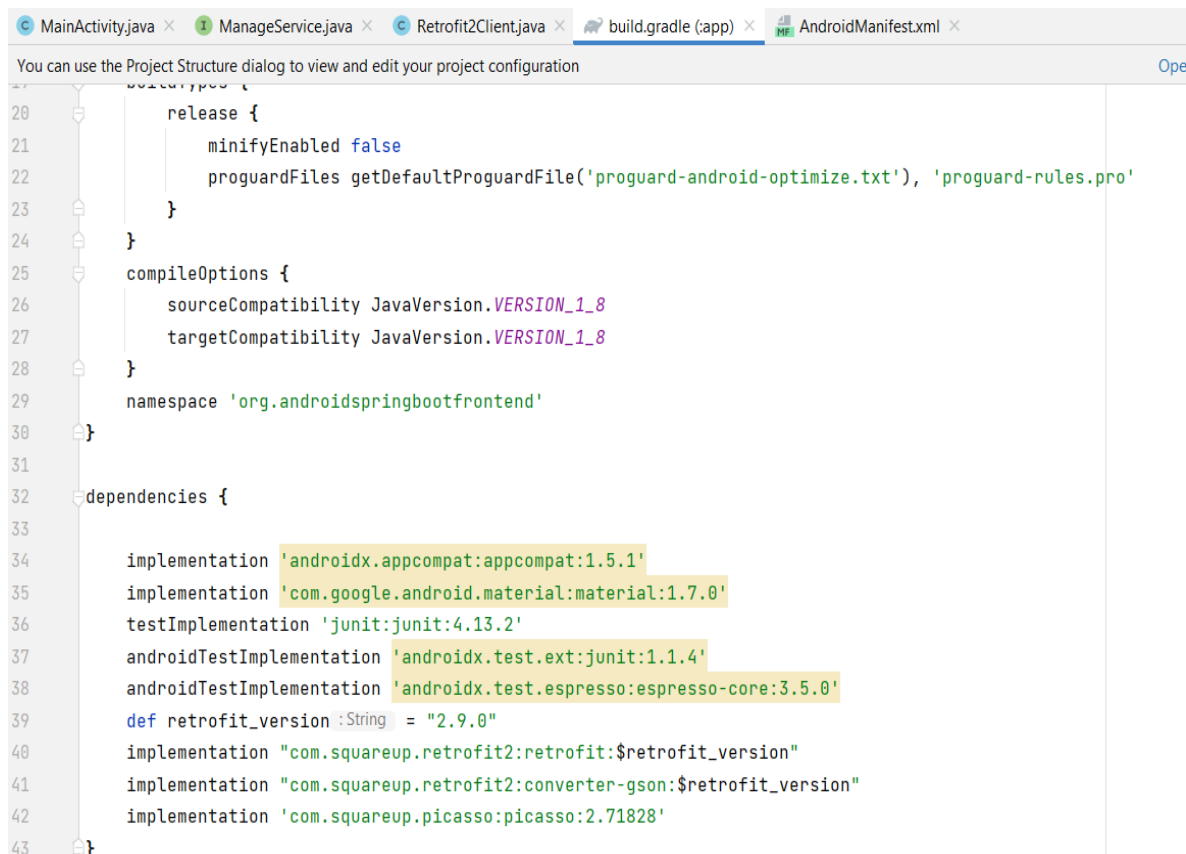 C MainActivity.java × I ManageService.java × C Retrofit2Client.java × build.gradle (:app) × MF AndroidManifest.xml ×
You can use the Project Structure dialog to view and edit your project configuration Ope
buildTypes {
20 release {
21 minifyEnabled false
22 proguardFiles getDefaultProguardFile('proguard-android-optimize.txt'), 'proguard-rules.pro'
23 }
24 }
25 compileOptions {
26 sourceCompatibility JavaVersion.VERSION_1_8
27 targetCompatibility JavaVersion.VERSION_1_8
28 }
29 namespace 'org.androidspringbootfrontend'
30 }
31
32 dependencies {
33
34 implementation 'androidx.appcompat:appcompat:1.5.1'
35 implementation 'com.google.android.material:material:1.7.0'
36 testImplementation 'junit:junit:4.13.2'
37 androidTestImplementation 'androidx.test.ext:junit:1.1.4'
38 androidTestImplementation 'androidx.test.espresso:espresso-core:3.5.0'
39 def retrofit_version : String = "2.9.0"
40 implementation "com.squareup.retrofit2:retrofit:$retrofit_version"
41 implementation "com.squareup.retrofit2:converter-gson:$retrofit_version"
42 implementation 'com.squareup.picasso:picasso:2.71828'
43 }